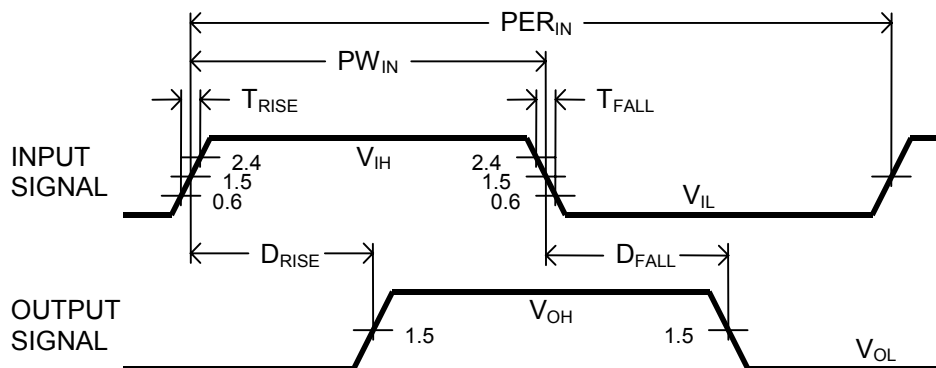 PER_IN
PW_IN
T_RISE T_FALL
INPUT
SIGNAL
V_IH
2.4 2.4
1.5 1.5
0.6 0.6
V_IL
D_RISE D_FALL
OUTPUT
SIGNAL
V_OH
1.5 1.5
V_OL